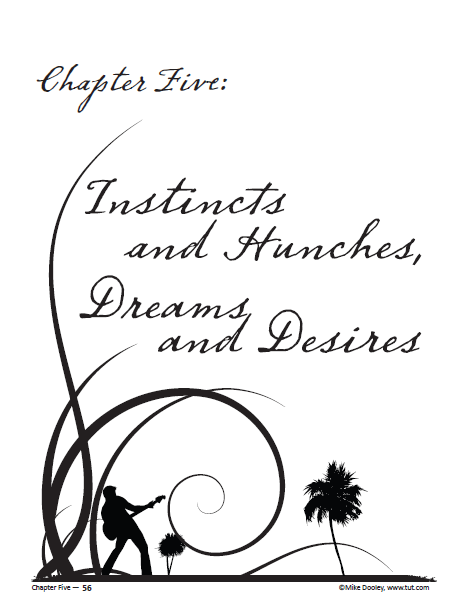 Chapter Five:
Instincts
and Hunches,
Dreams
and Desires
Chapter Five — 56
©Mike Dooley, www.tut.com